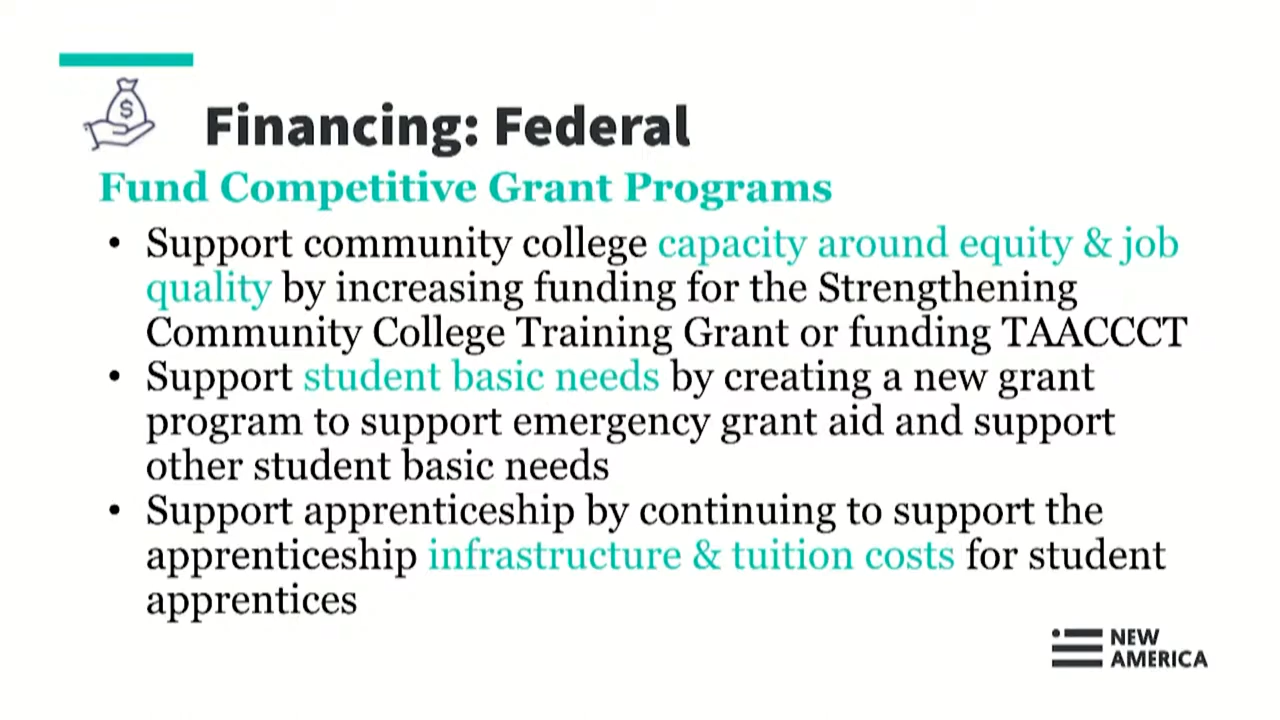 $
Financing: Federal
Fund Competitive Grant Programs
• Support community college capacity around equity & job
quality by increasing funding for the Strengthening
Community College Training Grant or funding TAACCCT
• Support student basic needs by creating a new grant
program to support emergency grant aid and support
other student basic needs
• Support apprenticeship by continuing to support the
apprenticeship infrastructure & tuition costs for student
apprentices
NEW
AMERICA